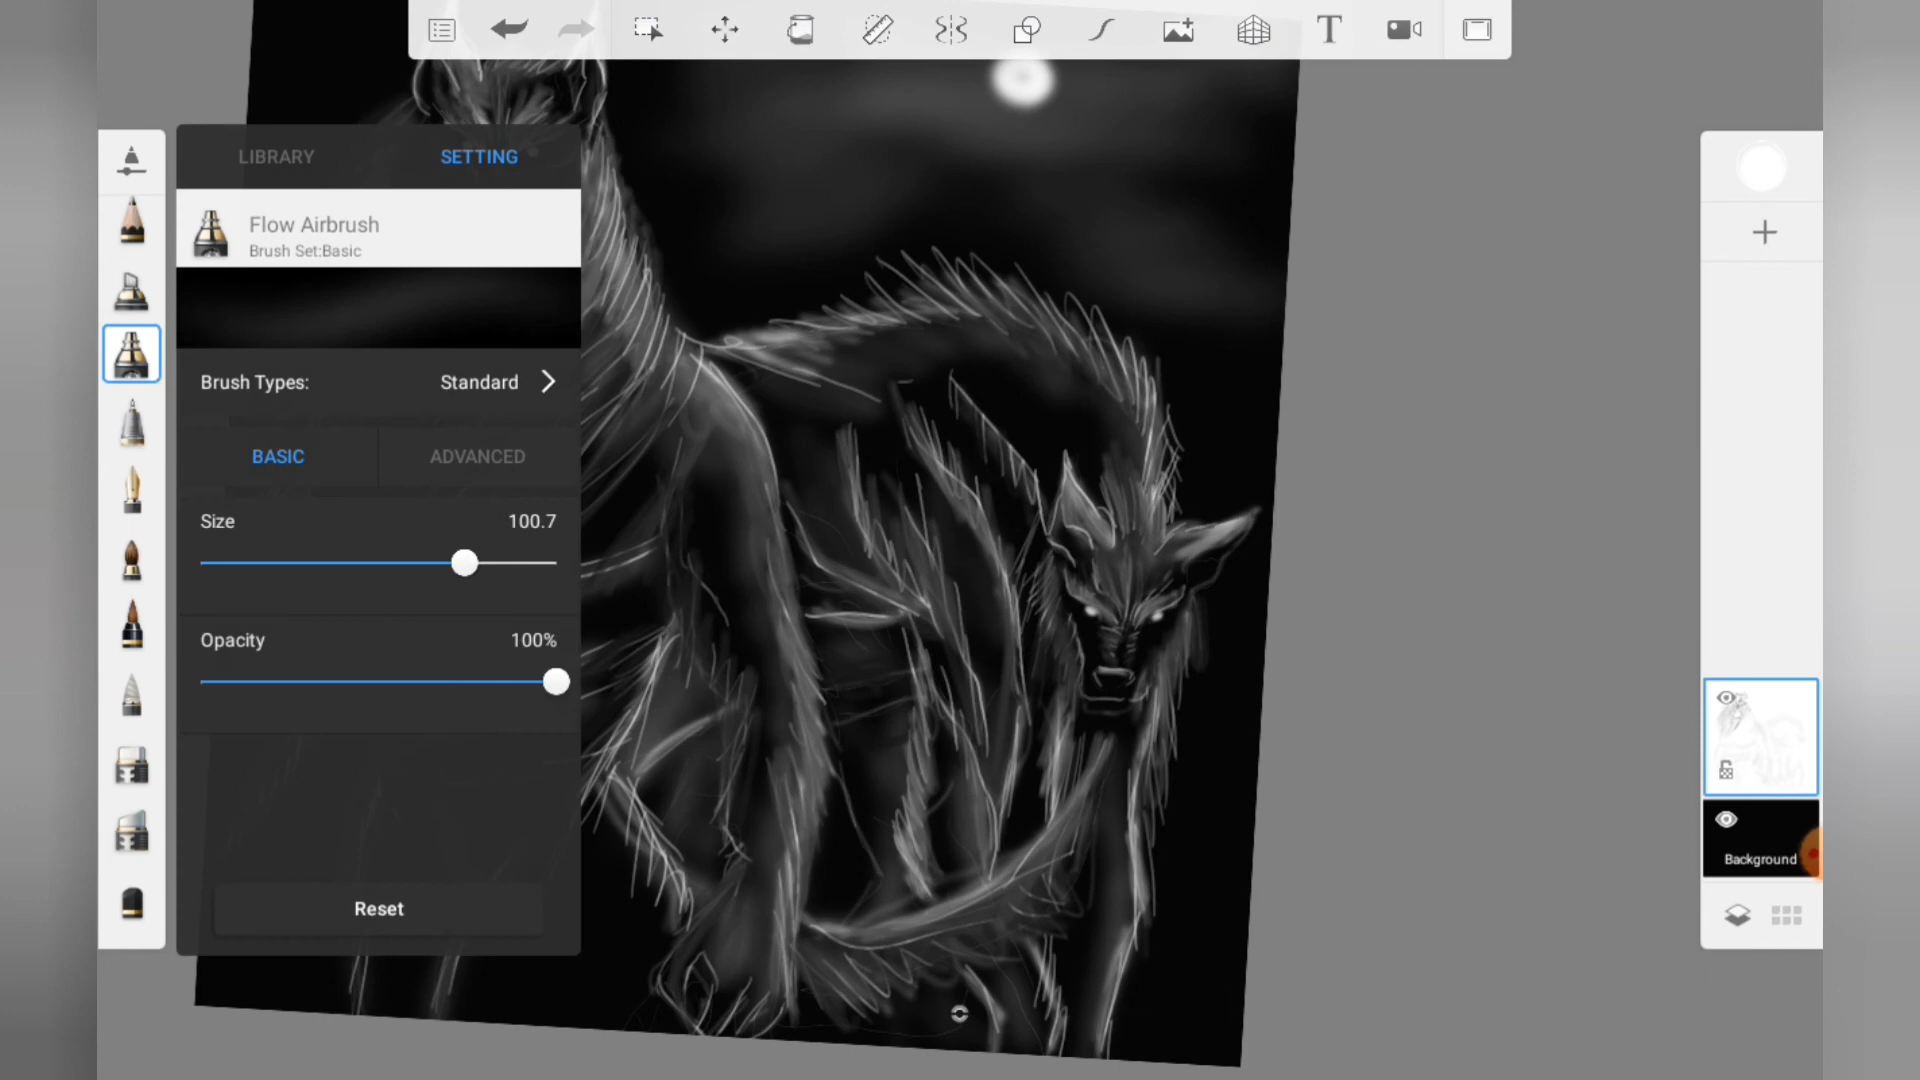 LIBRARY
SETTING
Flow Airbrush
Brush Set:Basic
Brush Types:
Standard
BASIC
ADVANCED
Size
100.7
Opacity
100%
Reset
T
Background